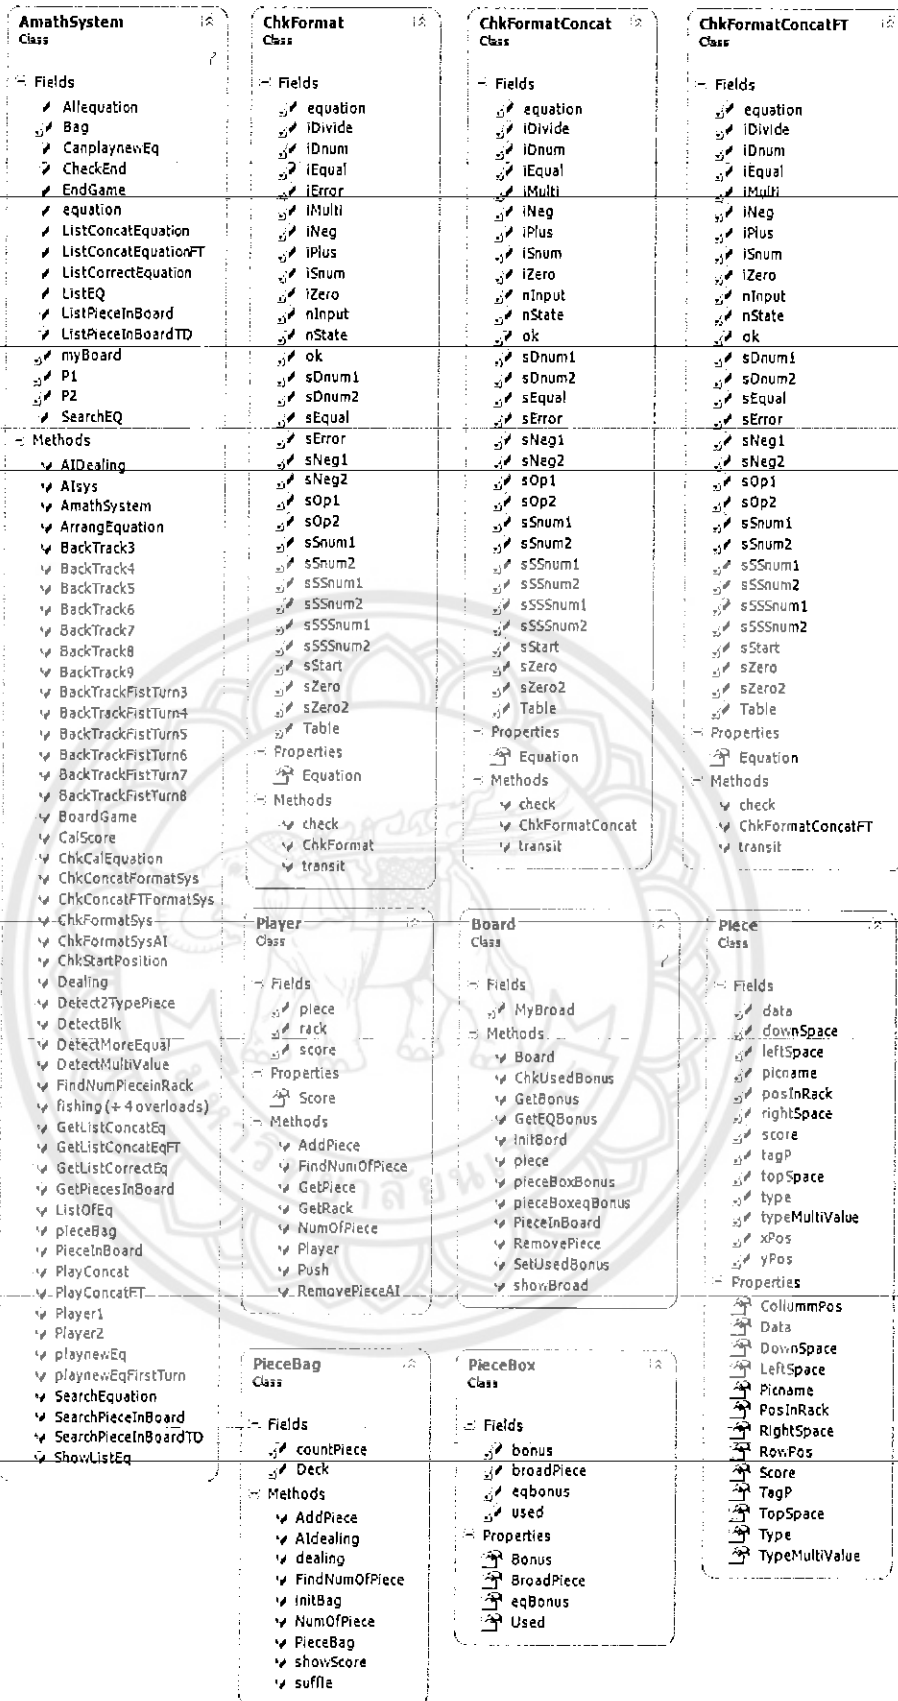 AmathSystem
Class
Fields
Allequation
Bag
CanplaynewEq
CheckEnd
EndGame
equation
ListConcatEquation
ListConcatEquationFT
ListCorrectEquation
ListEQ
ListPieceInBoard
ListPieceInBoardTD
myBoard
P1
P2
SearchEQ
Methods
AIDealing
AIsys
AmathSystem
ArrangEquation
BackTrack3
BackTrack4
BackTrack5
BackTrack6
BackTrack7
BackTrack8
BackTrack9
BackTrackFistTurn3
BackTrackFistTurn4
BackTrackFistTurn5
BackTrackFistTurn6
BackTrackFistTurn7
BackTrackFistTurn8
BoardGame
CalScore
ChkCalEquation
ChkConcatFormatSys
ChkConcatFTFormatSys
ChkFormatSys
ChkFormatSysAI
ChkStartPosition
Dealing
Detect2TypePiece
DetectBlk
DetectMoreEqual
DetectMultiValue
FindNumPieceinRack
fishing (+ 4 overloads)
GetListConcatEq
GetListConcatEqFT
GetListCorrectEq
GetPiecesInBoard
ListOfEq
pieceBag
PieceInBoard
PlayConcat
PlayConcatFT
Player1
Player2
playnewEq
playnewEqFirstTurn
SearchEquation
SearchPieceInBoard
SearchPieceInBoardTD
ShowListEq
ChkFormat
Class
Fields
equation
iDivide
iDnum
iEqual
iError
iMulti
iNeg
iPlus
iSnum
iZero
nInput
nState
ok
sDnum1
sDnum2
sEqual
sError
sNeg1
sNeg2
sOp1
sOp2
sSnum1
sSnum2
sSSnum1
sSSnum2
sSSSnum1
sSSSnum2
sStart
sZero
sZero2
Table
Properties
Equation
Methods
check
ChkFormat
transit
ChkFormatConcat
Class
Fields
equation
iDivide
iDnum
iEqual
iMulti
iNeg
iPlus
iSnum
iZero
nInput
nState
ok
sDnum1
sDnum2
sEqual
sError
sNeg1
sNeg2
sOp1
sOp2
sSnum1
sSnum2
sSSnum1
sSSnum2
sSSSnum1
sSSSnum2
sStart
sZero
sZero2
Table
Properties
Equation
Methods
check
ChkFormatConcat
transit
ChkFormatConcatFT
Class
Fields
equation
iDivide
iDnum
iEqual
iMulti
iNeg
iPlus
iSnum
iZero
nInput
nState
ok
sDnum1
sDnum2
sEqual
sError
sNeg1
sNeg2
sOp1
sOp2
sSnum1
sSnum2
sSSnum1
sSSnum2
sSSSnum1
sSSSnum2
sStart
sZero
sZero2
Table
Properties
Equation
Methods
check
ChkFormatConcatFT
transit
Player
Class
Fields
piece
rack
score
Properties
Score
Methods
AddPiece
FindNumOfPiece
GetPiece
GetRack
NumOfPiece
Player
Push
RemovePieceAI
Board
Class
Fields
MyBroad
Methods
Board
ChkUsedBonus
GetBonus
GetEQBonus
InitBord
piece
pieceBoxBonus
pieceBoxeqBonus
PieceInBoard
RemovePiece
SetUsedBonus
showBroad
Piece
Class
Fields
data
downSpace
leftSpace
picname
posInRack
rightSpace
score
tagP
topSpace
type
typeMultiValue
xPos
yPos
Properties
CollummPos
Data
DownSpace
LeftSpace
Picname
PosInRack
RightSpace
RowPos
Score
TagP
TopSpace
Type
TypeMultiValue
PieceBag
Class
Fields
countPiece
Deck
Methods
AddPiece
AIdealing
dealing
FindNumOfPiece
InitBag
NumOfPiece
PieceBag
showScore
suffle
PieceBox
Class
Fields
bonus
broadPiece
eqbonus
used
Properties
Bonus
BroadPiece
eqBonus
Used